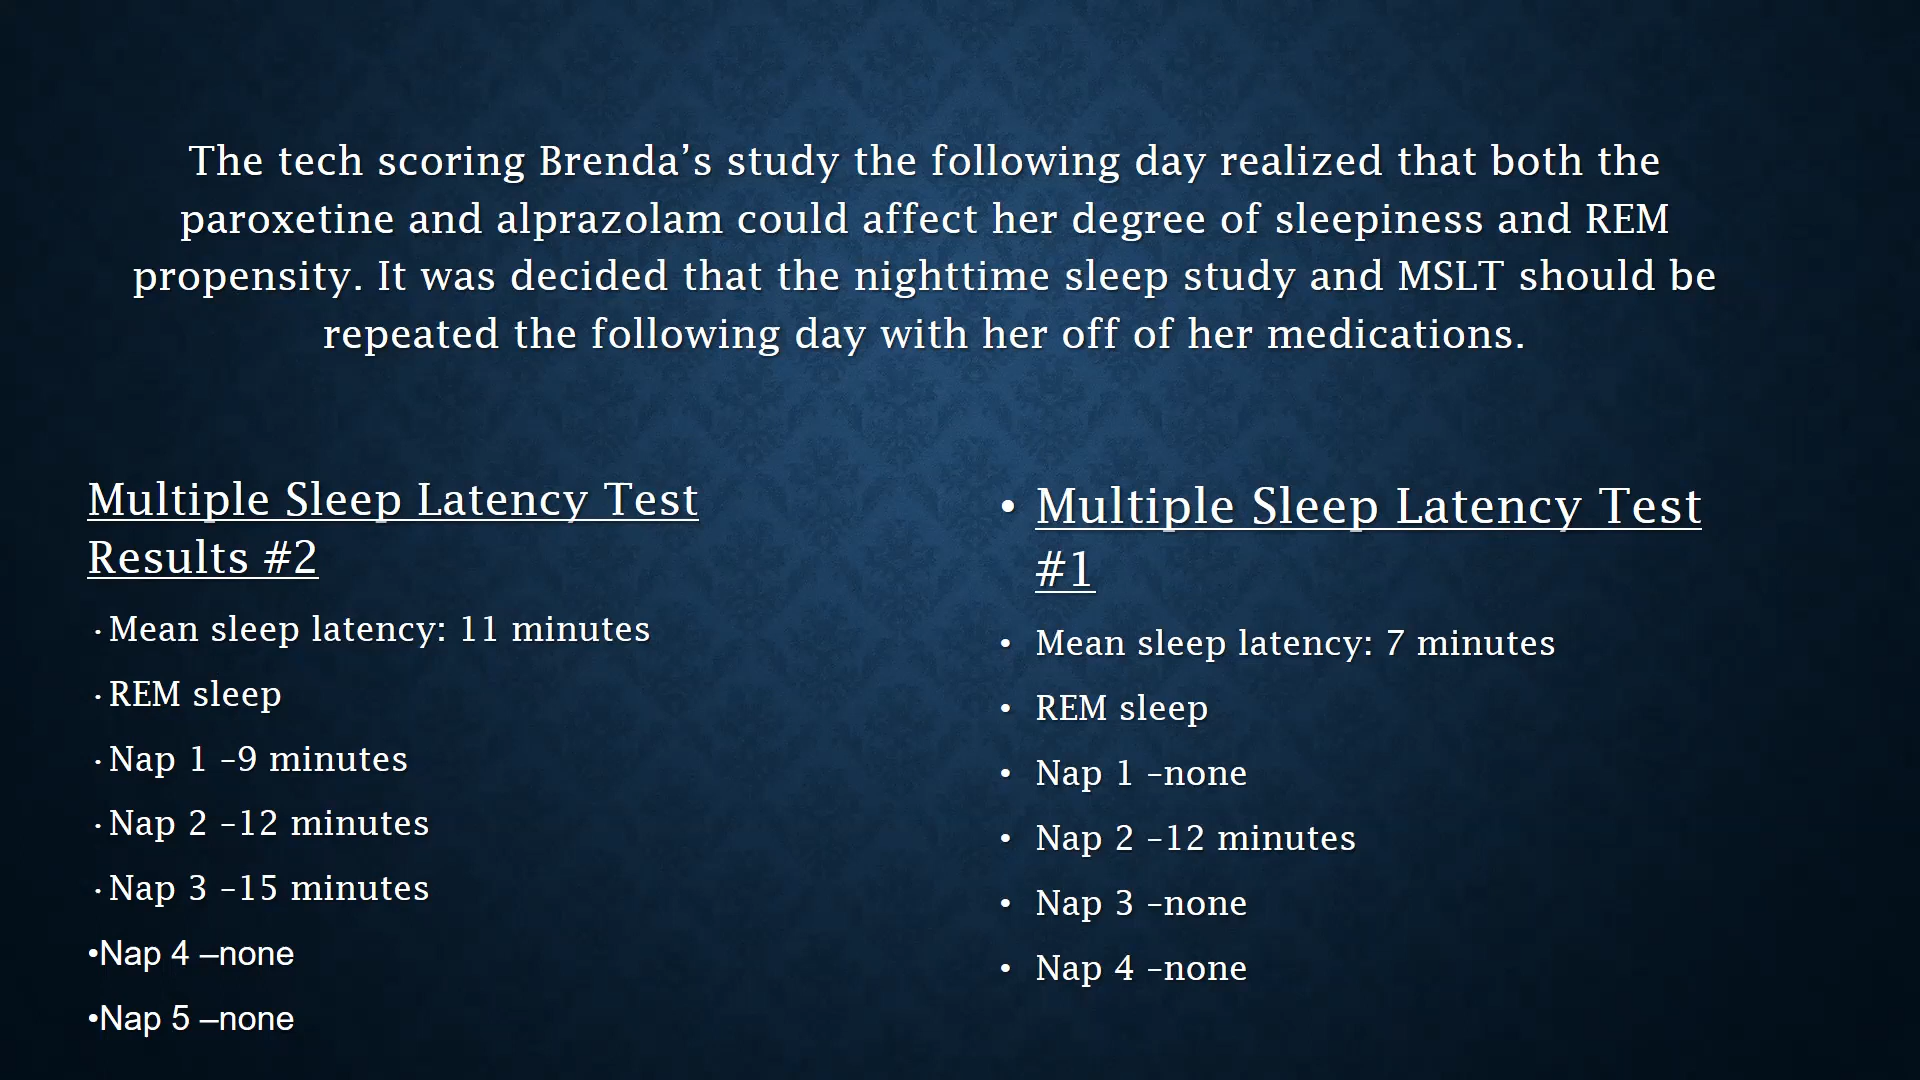 The tech scoring Brenda’s study the following day realized that both the
paroxetine and alprazolam could affect her degree of sleepiness and REM
propensity. It was decided that the nighttime sleep study and MSLT should be
repeated the following day with her off of her medications.
Multiple Sleep Latency Test
Results #2
• Mean sleep latency: 11 minutes
• REM sleep
• Nap 1 –9 minutes
• Nap 2 –12 minutes
• Nap 3 –15 minutes
•Nap 4 –none
•Nap 5 –none
• Multiple Sleep Latency Test
#1
• Mean sleep latency: 7 minutes
• REM sleep
• Nap 1 –none
• Nap 2 –12 minutes
• Nap 3 –none
• Nap 4 –none